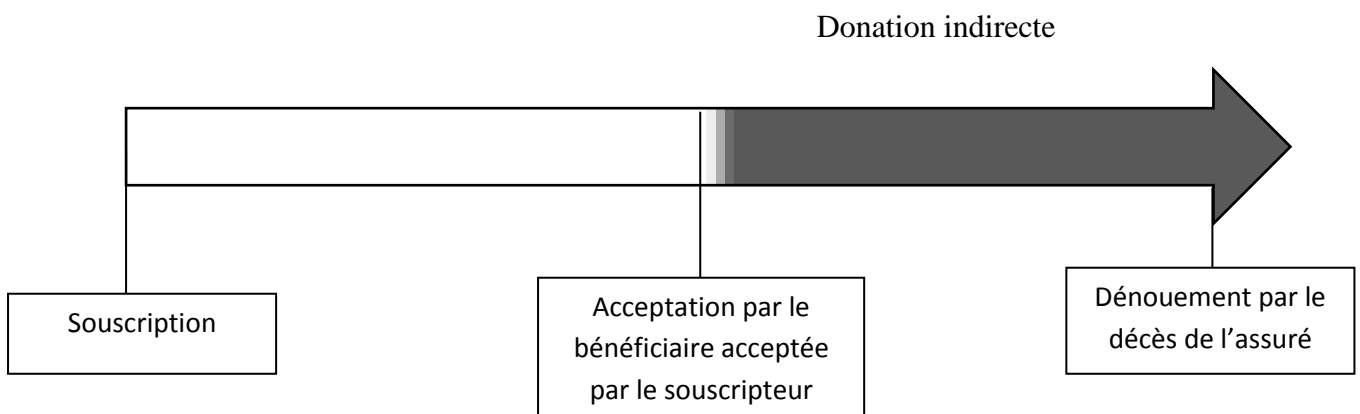 Donation indirecte
Souscription
Acceptation par le
bénéficiaire acceptée
par le souscripteur
Dénouement par le
décès de l’assuré